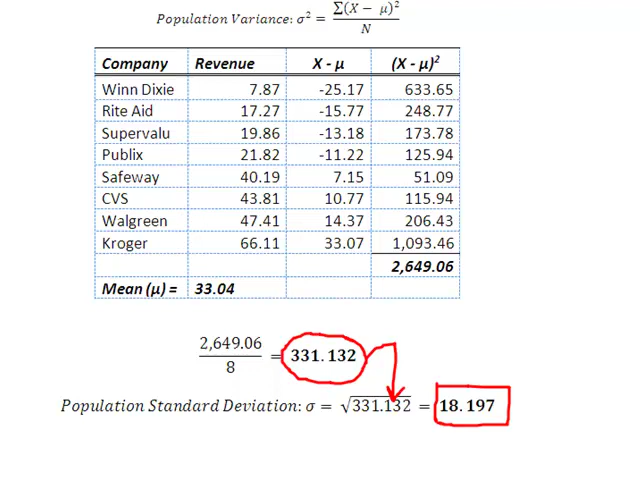 Population Variance: σ² = Σ(X − μ)² / N
Company Revenue X - μ (X - μ)²
Winn Dixie 7.87 -25.17 633.65
Rite Aid 17.27 -15.77 248.77
Supervalu 19.86 -13.18 173.78
Publix 21.82 -11.22 125.94
Safeway 40.19 7.15 51.09
CVS 43.81 10.77 115.94
Walgreen 47.41 14.37 206.43
Kroger 66.11 33.07 1,093.46
2,649.06
Mean (μ) = 33.04
2,649.06 / 8 = 331.132
Population Standard Deviation: σ = √331.132 = 18.197